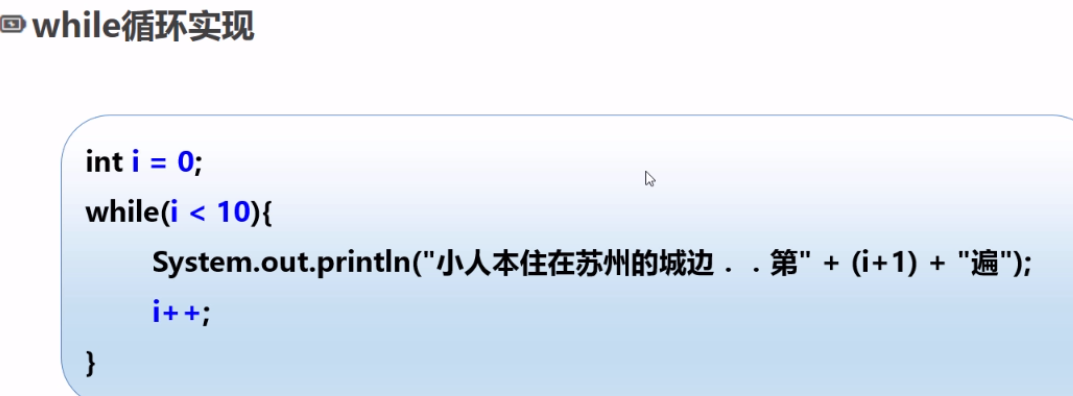 while循环实现
int i = 0;
while(i < 10){
System.out.println("小人本住在苏州的城边．．第" + (i+1) + "遍");
i++;
}